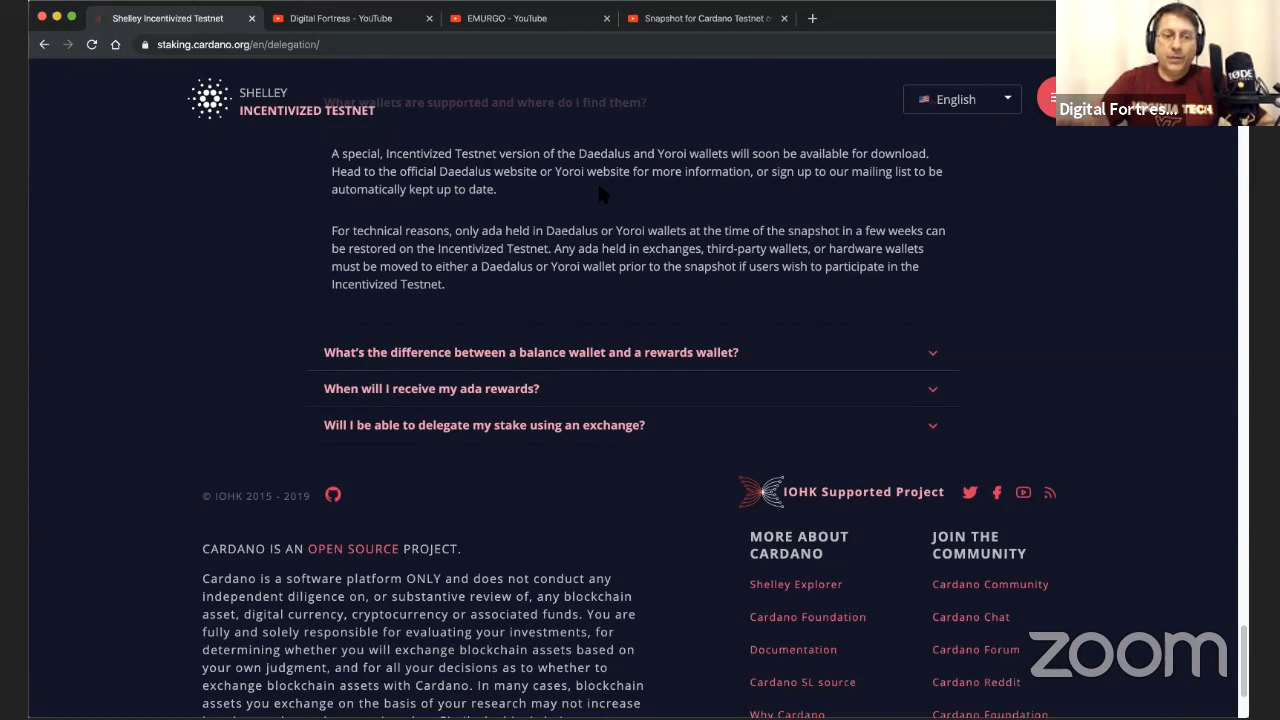 Shelley Incentivized Testnet
Digital Fortress - YouTube
EMURGO - YouTube
Snapshot for Cardano Testnet
staking.cardano.org/en/delegation/
SHELLEY
INCENTIVIZED TESTNET
What wallets are supported and where do I find them?
English
RØDE
VIRGINIA TECH
Digital Fortres...
A special, Incentivized Testnet version of the Daedalus and Yoroi wallets will soon be available for download.
Head to the official Daedalus website or Yoroi website for more information, or sign up to our mailing list to be
automatically kept up to date.
For technical reasons, only ada held in Daedalus or Yoroi wallets at the time of the snapshot in a few weeks can
be restored on the Incentivized Testnet. Any ada held in exchanges, third-party wallets, or hardware wallets
must be moved to either a Daedalus or Yoroi wallet prior to the snapshot if users wish to participate in the
Incentivized Testnet.
What's the difference between a balance wallet and a rewards wallet?
When will I receive my ada rewards?
Will I be able to delegate my stake using an exchange?
© IOHK 2015 - 2019
IOHK Supported Project
CARDANO IS AN OPEN SOURCE PROJECT.
Cardano is a software platform ONLY and does not conduct any
independent diligence on, or substantive review of, any blockchain
asset, digital currency, cryptocurrency or associated funds. You are
fully and solely responsible for evaluating your investments, for
determining whether you will exchange blockchain assets based on
your own judgment, and for all your decisions as to whether to
exchange blockchain assets with Cardano. In many cases, blockchain
assets you exchange on the basis of your research may not increase
MORE ABOUT
CARDANO
Shelley Explorer
Cardano Foundation
Documentation
Cardano SL source
Why Cardano
JOIN THE
COMMUNITY
Cardano Community
Cardano Chat
Cardano Forum
Cardano Reddit
Cardano Foundation
zoom